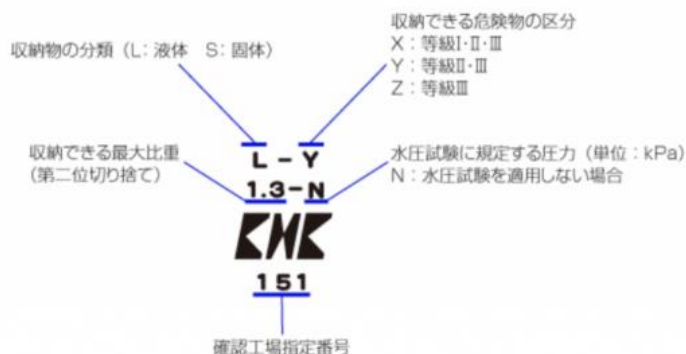 収納できる危険物の区分
X：等級Ⅰ・Ⅱ・Ⅲ
Y：等級Ⅱ・Ⅲ
Z：等級Ⅲ
収納物の分類（L：液体　S：固体）
L - Y
収納できる最大比重
（第二位切り捨て）
1.3-N
水圧試験に規定する圧力（単位：kPa）
N：水圧試験を適用しない場合
KHK
151
確認工場指定番号